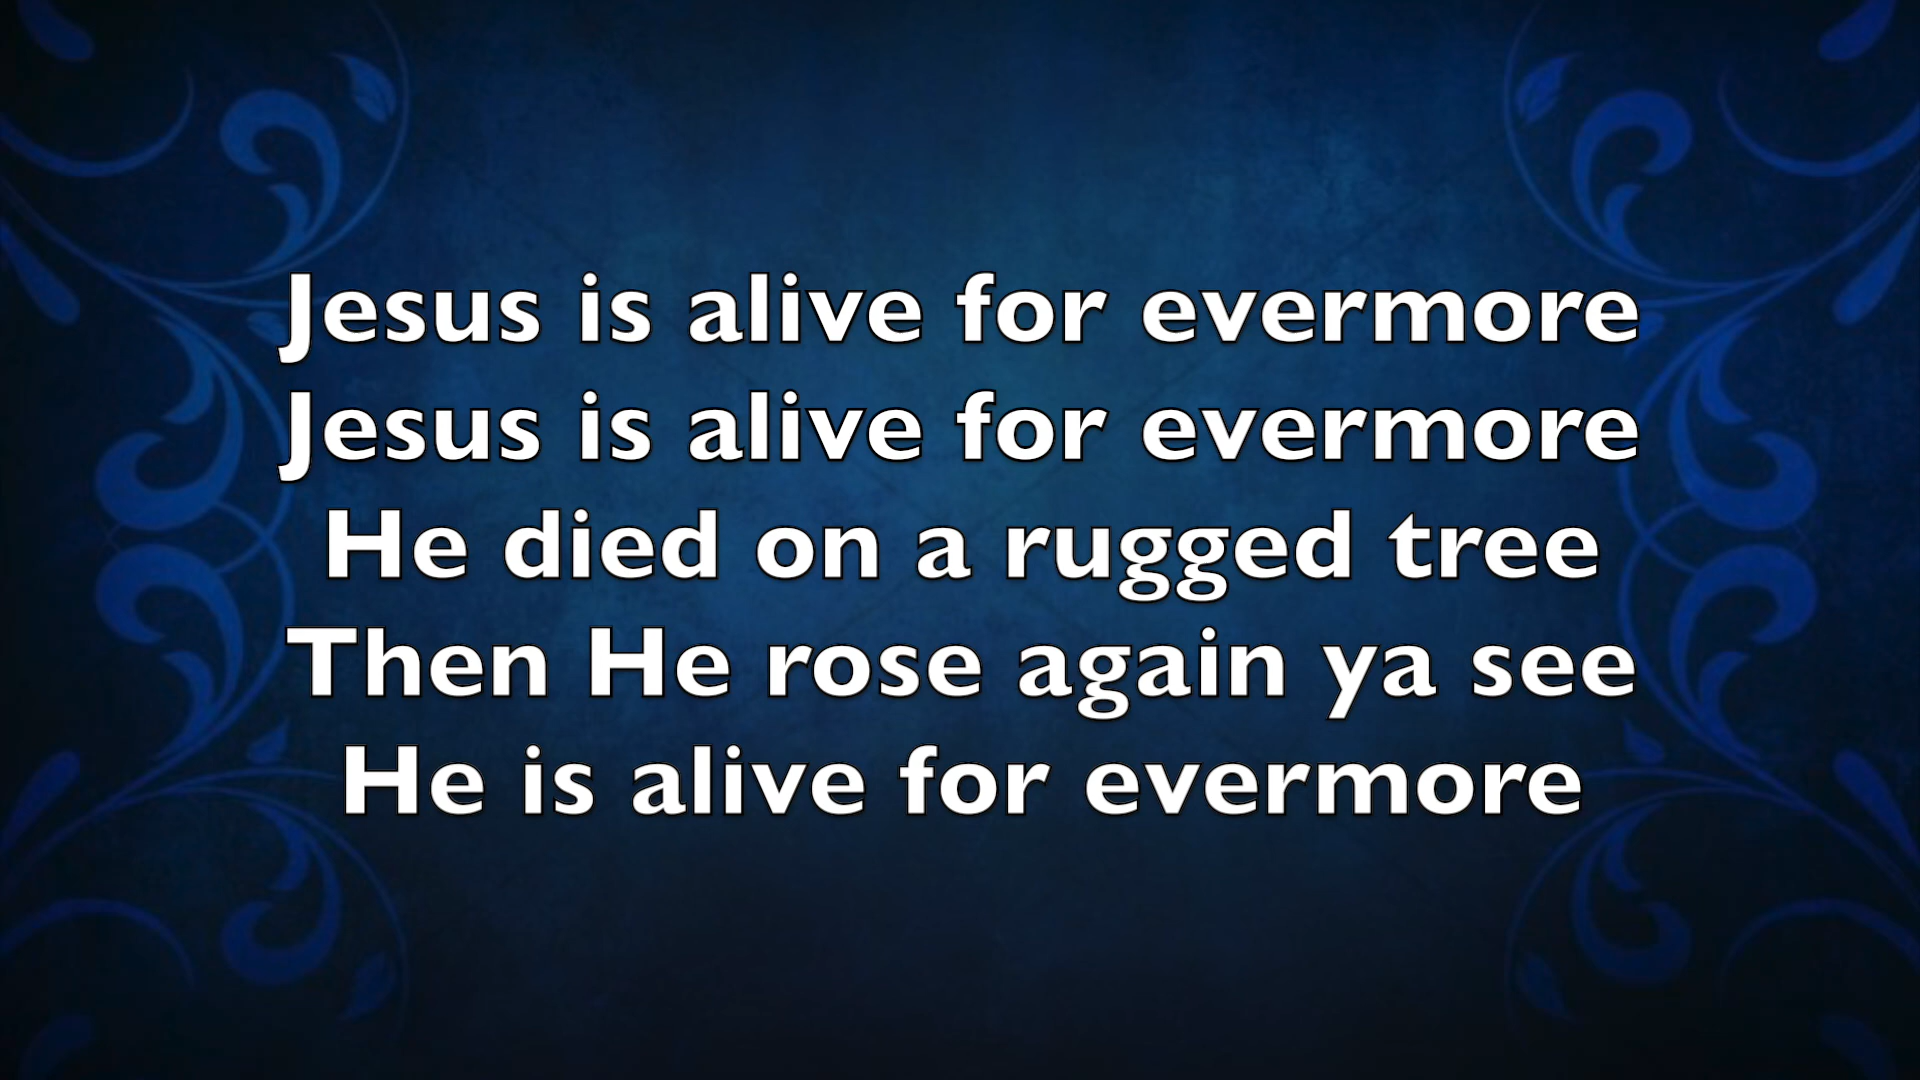 Jesus is alive for evermore
Jesus is alive for evermore
He died on a rugged tree
Then He rose again ya see
He is alive for evermore